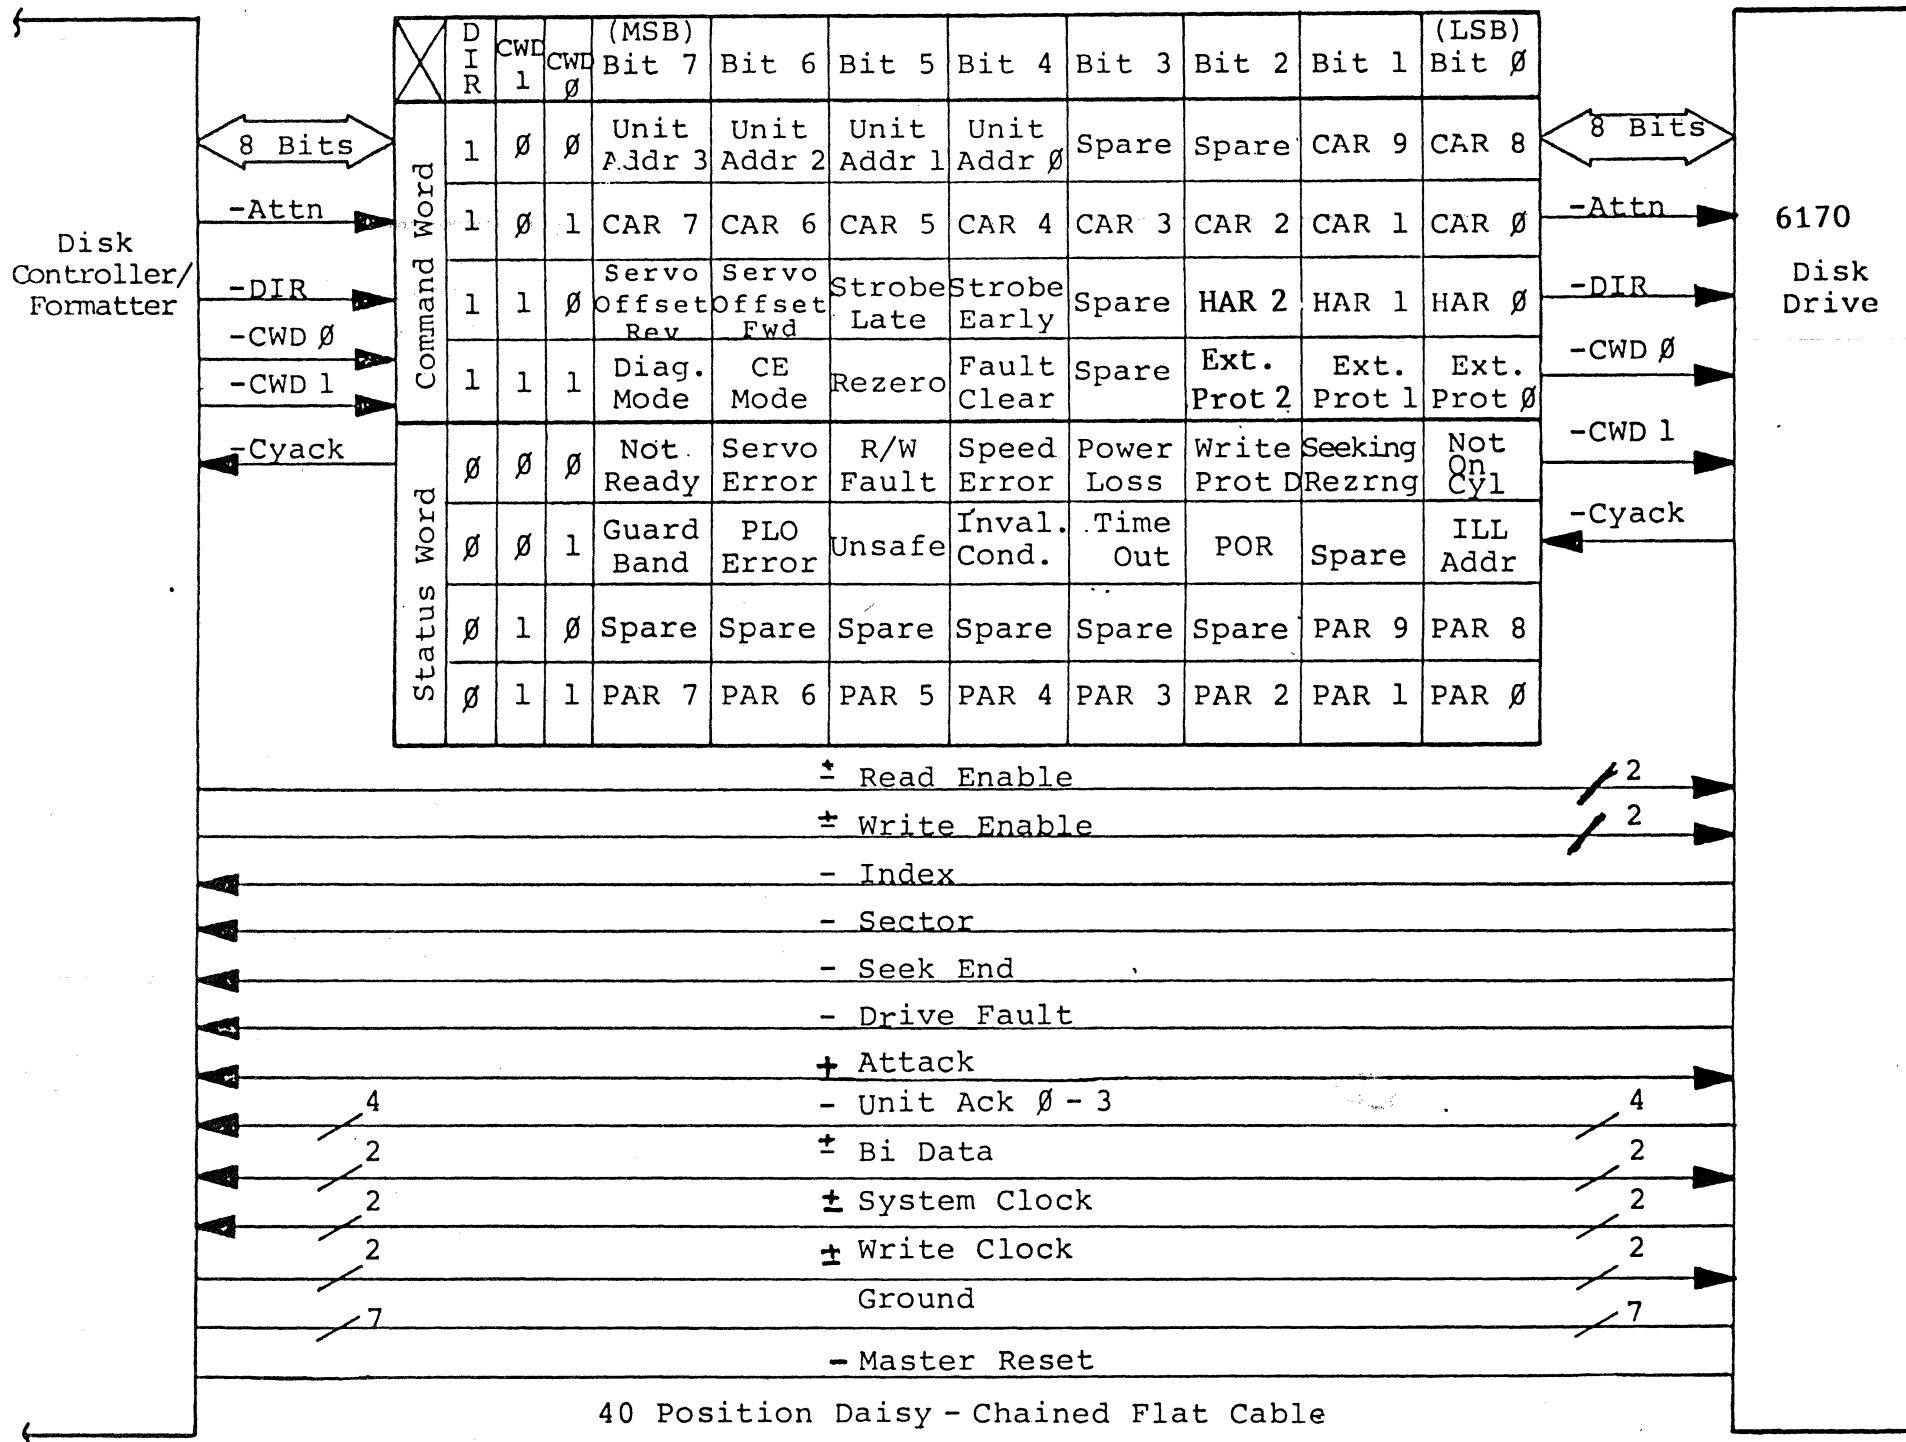 D I R CWD 1 CWD Ø (MSB) Bit 7 Bit 6 Bit 5 Bit 4 Bit 3 Bit 2 Bit 1 (LSB) Bit Ø
Command Word
1 Ø Ø Unit Addr 3 Unit Addr 2 Unit Addr 1 Unit Addr Ø Spare Spare CAR 9 CAR 8
1 Ø 1 CAR 7 CAR 6 CAR 5 CAR 4 CAR 3 CAR 2 CAR 1 CAR Ø
1 1 Ø Servo Offset Rev Servo Offset Fwd Strobe Late Strobe Early Spare HAR 2 HAR 1 HAR Ø
1 1 1 Diag. Mode CE Mode Rezero Fault Clear Spare Ext. Prot 2 Ext. Prot 1 Ext. Prot Ø
Status Word
Ø Ø Ø Not Ready Servo Error R/W Fault Speed Error Power Loss Write Prot D Seeking Rezrng Not On Cyl
Ø Ø 1 Guard Band PLO Error Unsafe Inval. Cond. Time Out POR Spare ILL Addr
Ø 1 Ø Spare Spare Spare Spare Spare Spare PAR 9 PAR 8
Ø 1 1 PAR 7 PAR 6 PAR 5 PAR 4 PAR 3 PAR 2 PAR 1 PAR Ø
Disk
Controller/
Formatter
8 Bits
-Attn
-DIR
-CWD Ø
-CWD 1
-Cyack
8 Bits
-Attn
-DIR
-CWD Ø
-CWD 1
-Cyack
6170
Disk
Drive
± Read Enable 2
± Write Enable 2
- Index
- Sector
- Seek End
- Drive Fault
+ Attack
4 - Unit Ack Ø - 3 4
2 ± Bi Data 2
2 ± System Clock 2
2 ± Write Clock 2
7 Ground 7
- Master Reset
40 Position Daisy - Chained Flat Cable